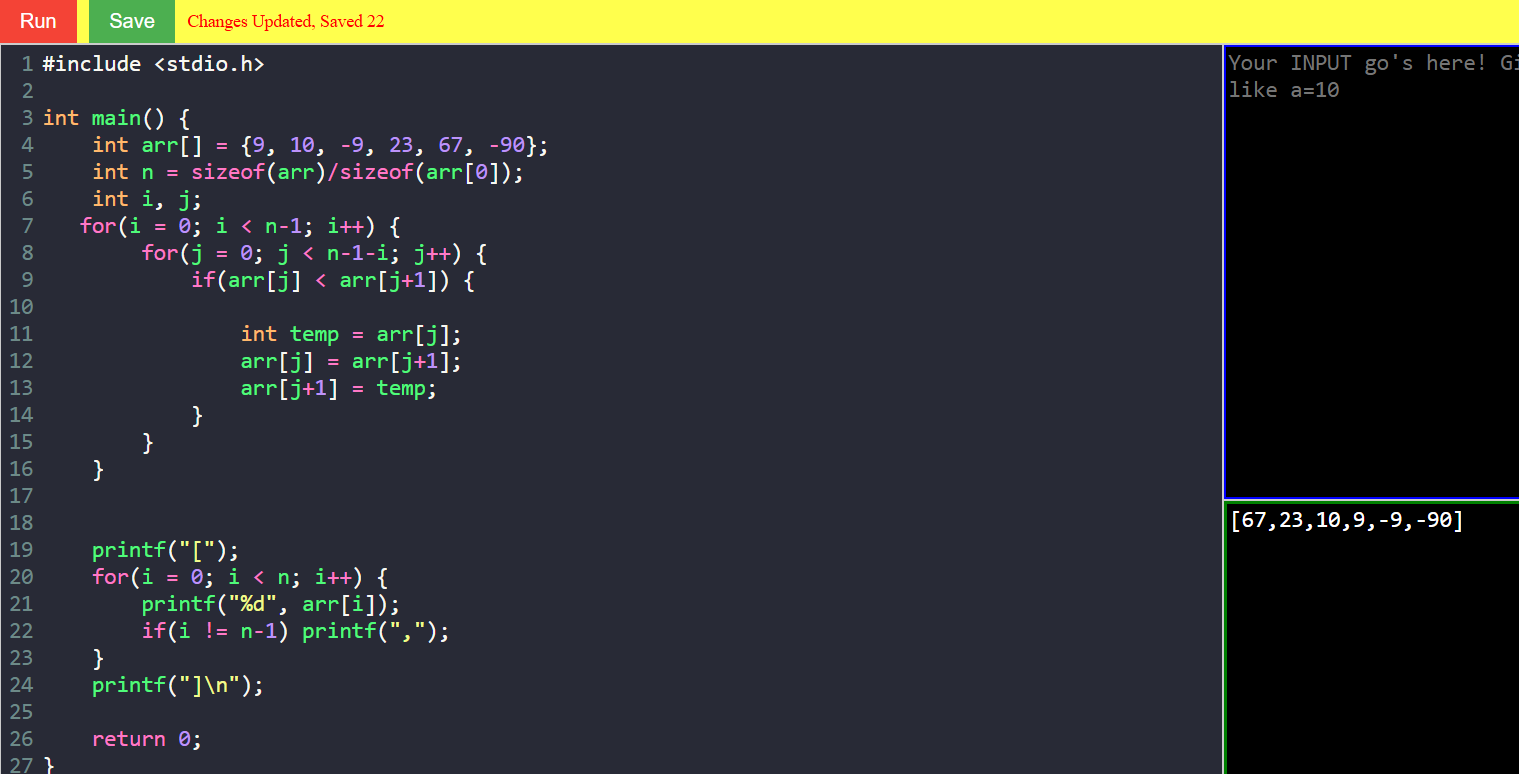 Run Save Changes Updated, Saved 22
1 #include <stdio.h>
2
3 int main() {
4     int arr[] = {9, 10, -9, 23, 67, -90};
5     int n = sizeof(arr)/sizeof(arr[0]);
6     int i, j;
7    for(i = 0; i < n-1; i++) {
8         for(j = 0; j < n-1-i; j++) {
9             if(arr[j] < arr[j+1]) {
10
11                 int temp = arr[j];
12                 arr[j] = arr[j+1];
13                 arr[j+1] = temp;
14             }
15         }
16     }
17
18
19     printf("[");
20     for(i = 0; i < n; i++) {
21         printf("%d", arr[i]);
22         if(i != n-1) printf(",");
23     }
24     printf("]\n");
25
26     return 0;
27 }
Your INPUT go's here! Gi
like a=10
[67,23,10,9,-9,-90]